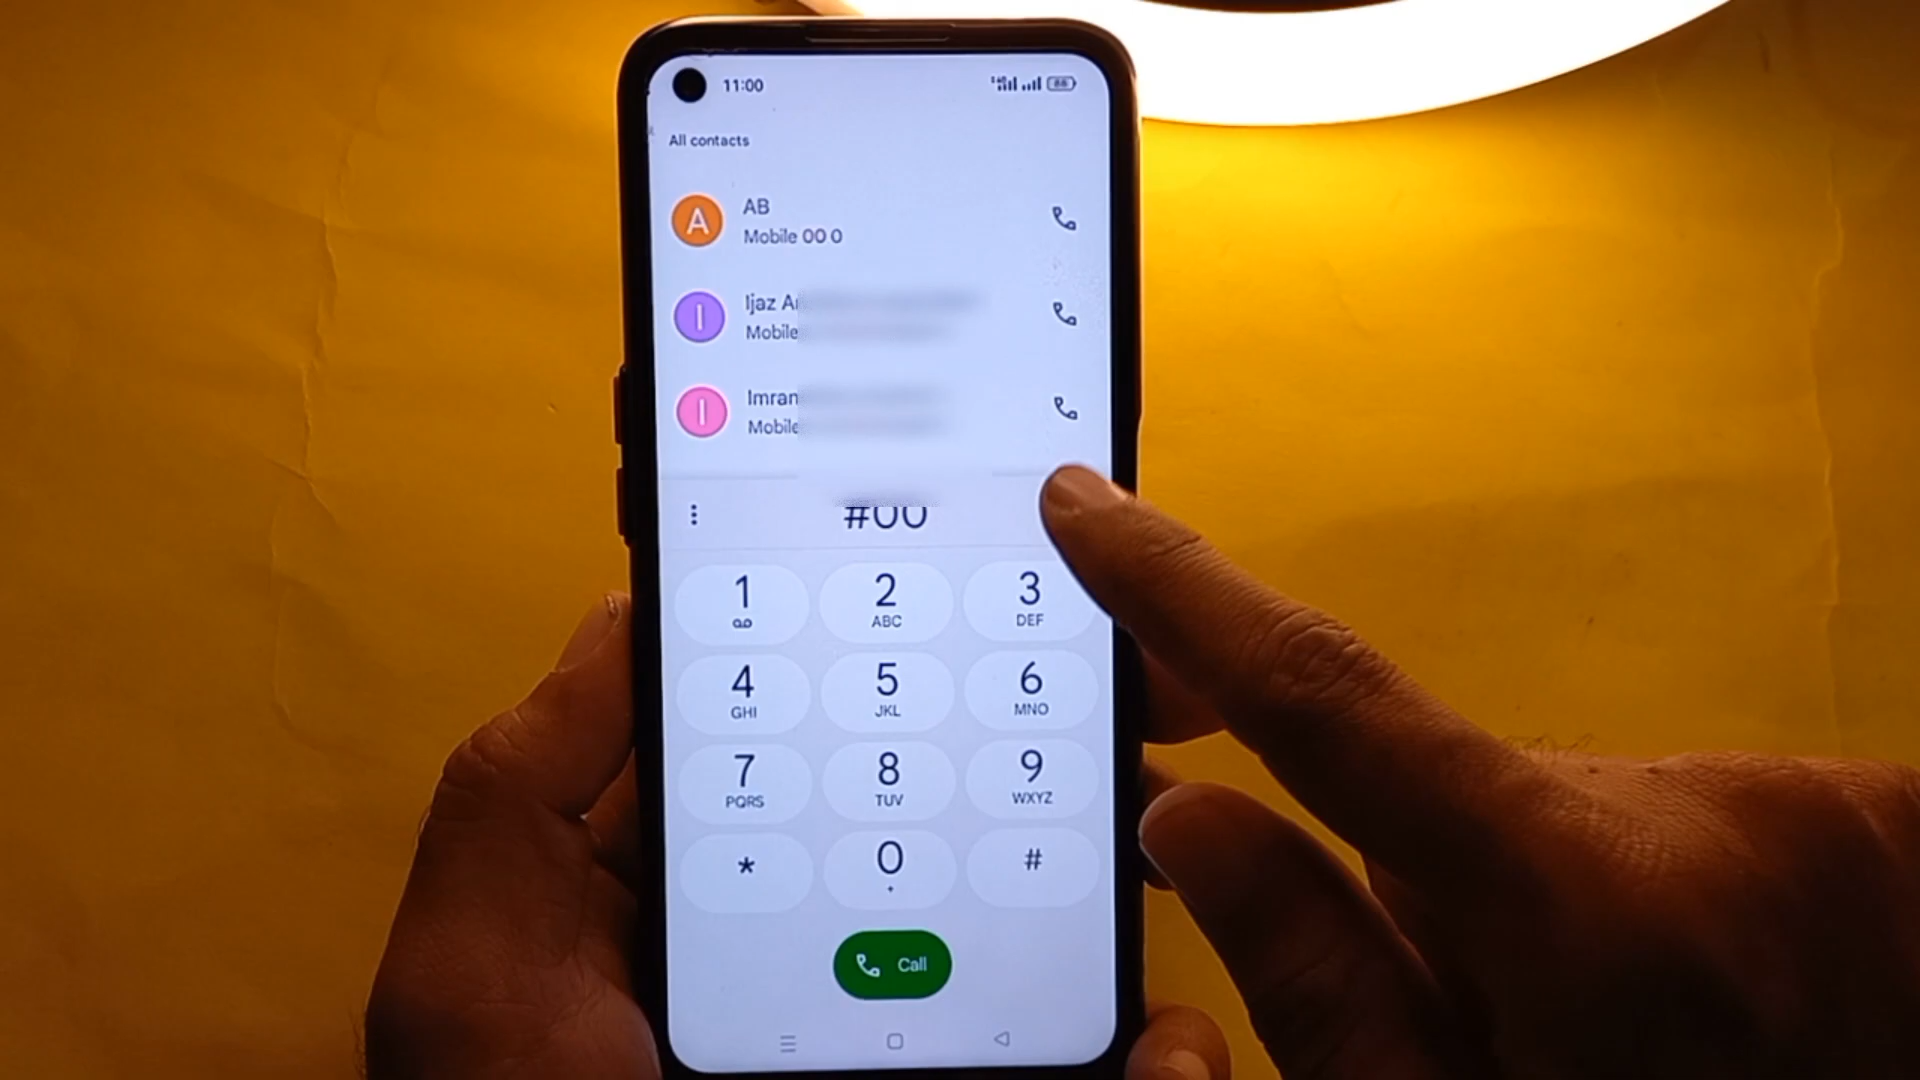 11:00
88
All contacts
A
AB
Mobile 00 0
I
Ijaz
Mobile
I
Imran
Mobile
#00
1
2
ABC
3
DEF
4
GHI
5
JKL
6
MNO
7
PQRS
8
TUV
9
WXYZ
*
0
+
#
Call